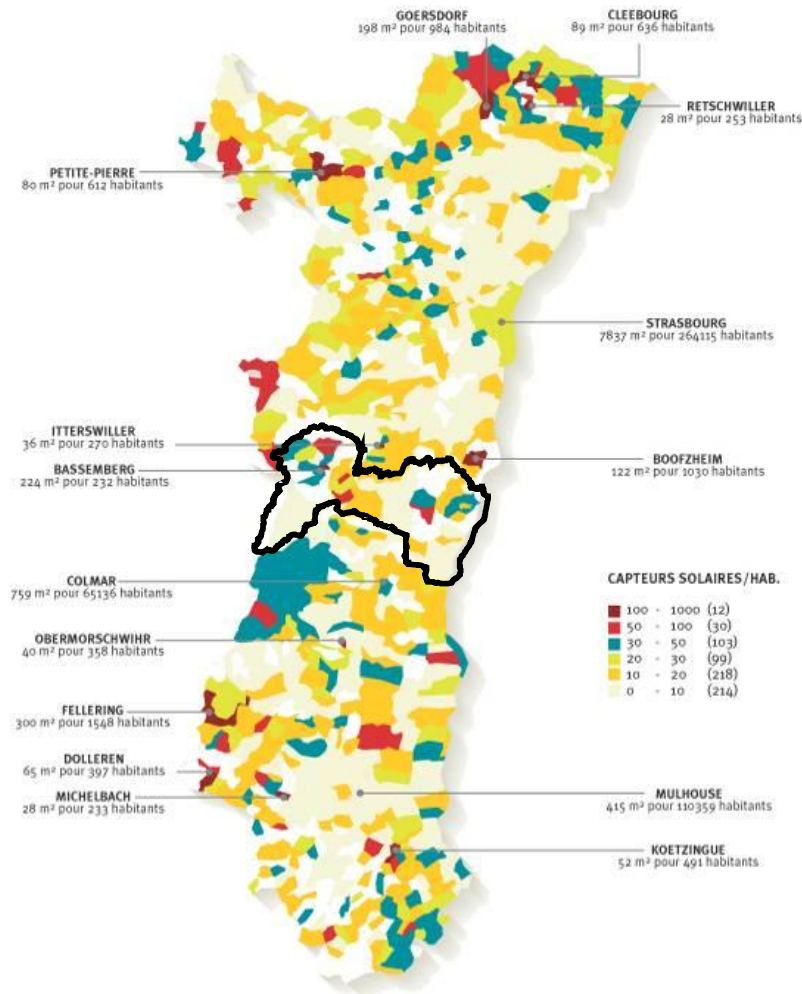 GOERSDORF
198 m² pour 984 habitants
CLEEBOURG
89 m² pour 636 habitants
RETSCHWILLER
28 m² pour 253 habitants
PETITE-PIERRE
80 m² pour 612 habitants
STRASBOURG
7837 m² pour 264115 habitants
ITTERSWILLER
36 m² pour 270 habitants
BASSEMBERG
224 m² pour 232 habitants
BOOFZHEIM
122 m² pour 1030 habitants
COLMAR
759 m² pour 65136 habitants
OBERMORSCHWIHR
40 m² pour 358 habitants
CAPTEURS SOLAIRES/HAB.
100 - 1000 (12)
50 - 100 (30)
30 - 50 (103)
20 - 30 (99)
10 - 20 (218)
0 - 10 (214)
FELLERING
300 m² pour 1548 habitants
DOLLEREN
65 m² pour 397 habitants
MICHELBACH
28 m² pour 233 habitants
MULHOUSE
415 m² pour 110359 habitants
KOETZINGUE
52 m² pour 491 habitants